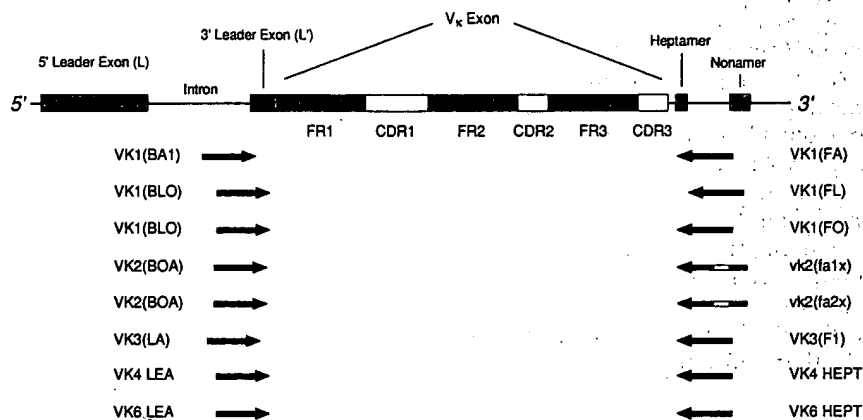 Vκ Exon
3' Leader Exon (L')
Heptamer
5' Leader Exon (L)
Nonamer
Intron
5'
3'
FR1 CDR1 FR2 CDR2 FR3 CDR3
VK1(BA1) VK1(FA)
VK1(BLO) VK1(FL)
VK1(BLO) VK1(FO)
VK2(BOA) vk2(fa1x)
VK2(BOA) vk2(fa2x)
VK3(LA) VK3(F1)
VK4 LEA VK4 HEPT
VK6 LEA VK6 HEPT